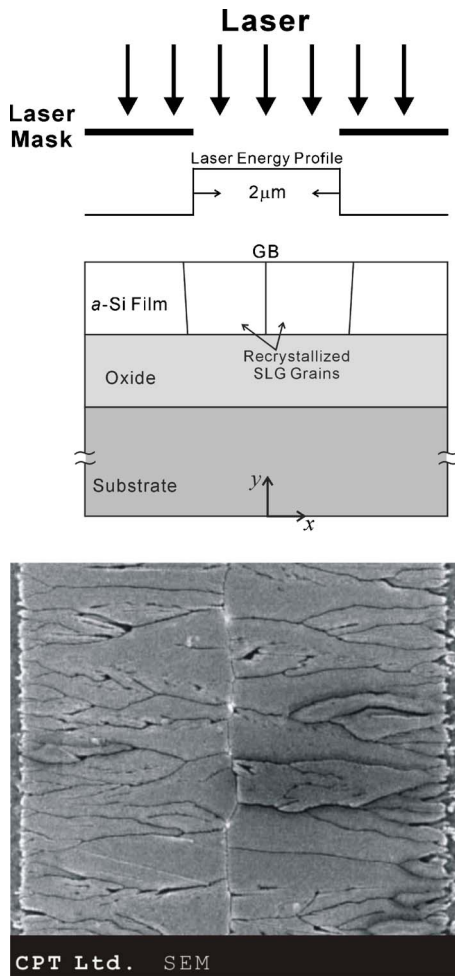 Laser
Laser
Mask
Laser Energy Profile
2μm
GB
a-Si Film
Recrystallized
SLG Grains
Oxide
Substrate
y
x
CPT Ltd. SEM